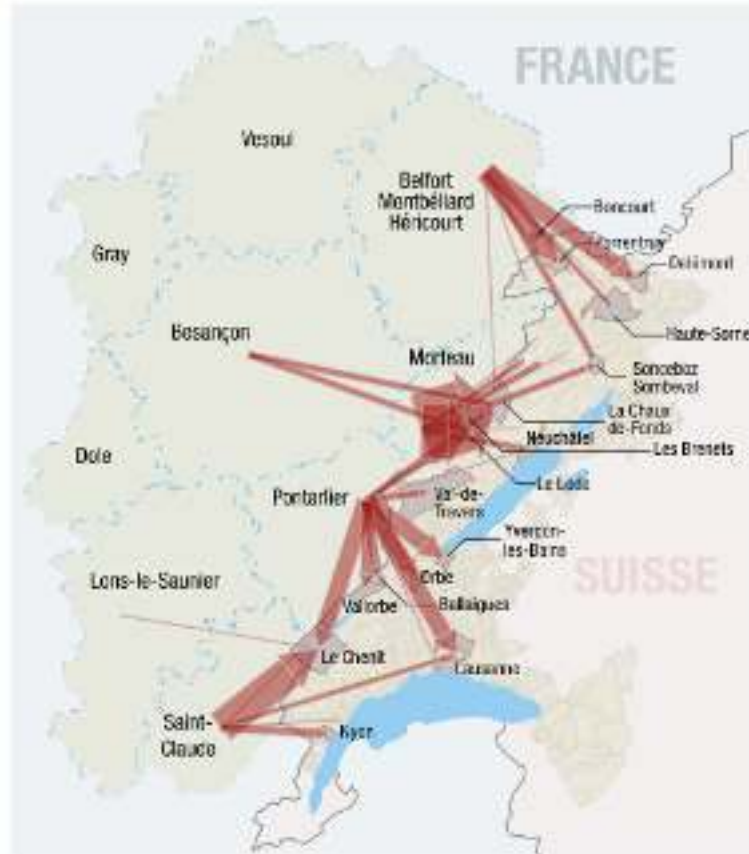 FRANCE
Vesoul
Belfort
Montbéliard
Héricourt
Boncourt
Porrentruy
Delémont
Gray
Haute-Sorne
Besançon
Morteau
Sonceboz
Sombeval
La Chaux-
de-Fonds
Neuchâtel
Les Brenets
Dole
Le Locle
Pontarlier
Val-de-
Travers
Yverdon-
les-Bains
Lons-le-Saunier
Orbe
SUISSE
Vallorbe
Ballaigues
Le Chenit
Lausanne
Saint-
Claude
Nyon